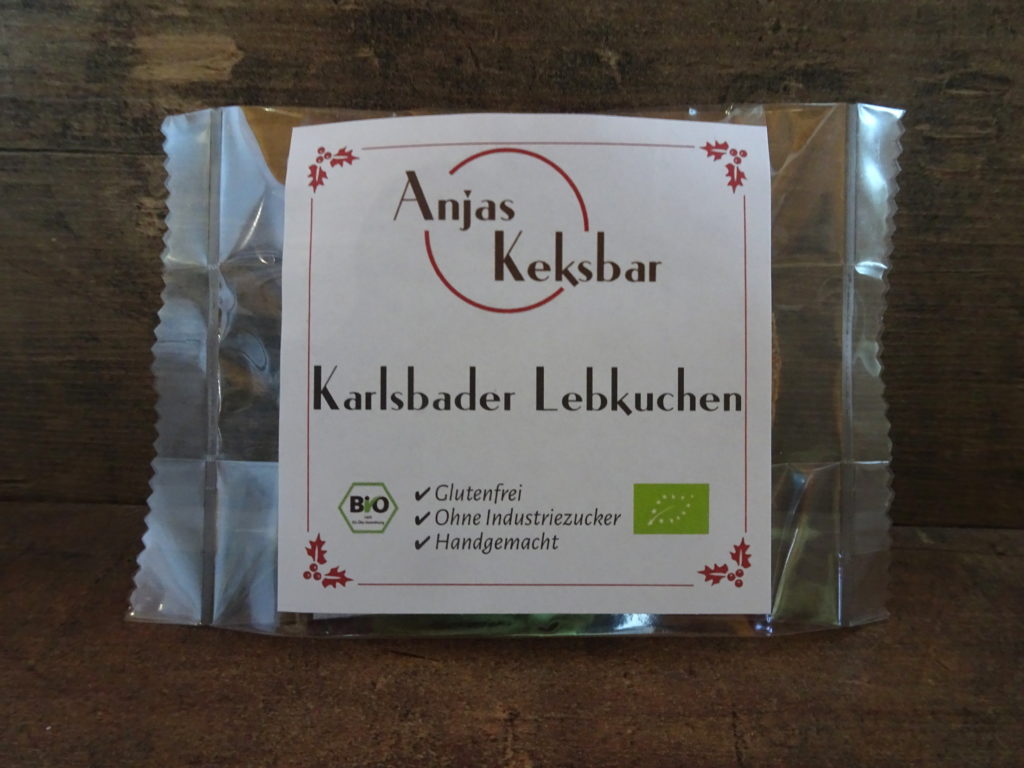 Anjas
Keksbar
Karlsbader Lebkuchen
Bio
✔ Glutenfrei
✔ Ohne Industriezucker
✔ Handgemacht